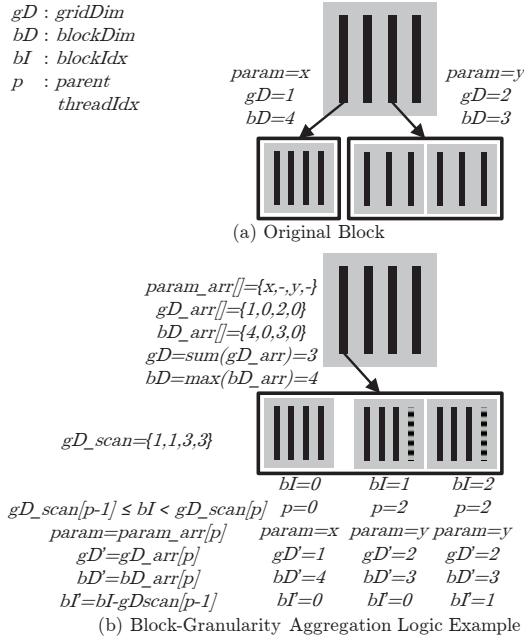 gD : gridDim
bD : blockDim
bI : blockIdx
p : parent
threadIdx
param=x
gD=1
bD=4
param=y
gD=2
bD=3
(a) Original Block
param_arr[]={x,-,y,-}
gD_arr[]={1,0,2,0}
bD_arr[]={4,0,3,0}
gD=sum(gD_arr)=3
bD=max(bD_arr)=4
gD_scan={1,1,3,3}
bI=0 bI=1 bI=2
gD_scan[p-1] ≤ bI < gD_scan[p] p=0 p=2 p=2
param=param_arr[p] param=x param=y param=y
gD'=gD_arr[p] gD'=1 gD'=2 gD'=2
bD'=bD_arr[p] bD'=4 bD'=3 bD'=3
bI'=bI-gDscan[p-1] bI'=0 bI'=0 bI'=1
(b) Block-Granularity Aggregation Logic Example